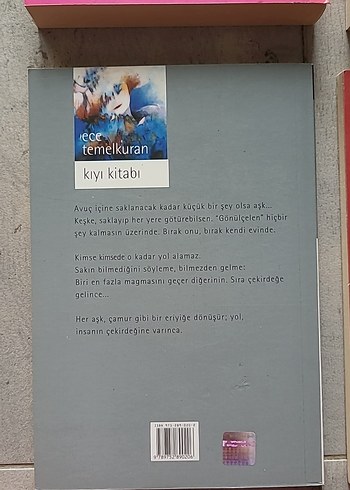 ece
temelkuran
kıyı kitabı
Avuç içine saklanacak kadar küçük bir şey olsa aşk...
Keşke, saklayıp her yere götürebilsen. "Gönülçelen" hiçbir
şey kalmasın üzerinde. Bırak onu, bırak kendi evinde.
Kimse kimsede o kadar yol alamaz.
Sakın bilmediğini söyleme, bilmezden gelme:
Biri en fazla magmasını geçer diğerinin. Sıra çekirdeğe
gelince...
Her aşk, çamur gibi bir eriyiğe dönüşür; yol,
insanın çekirdeğine varınca.
9789752890206